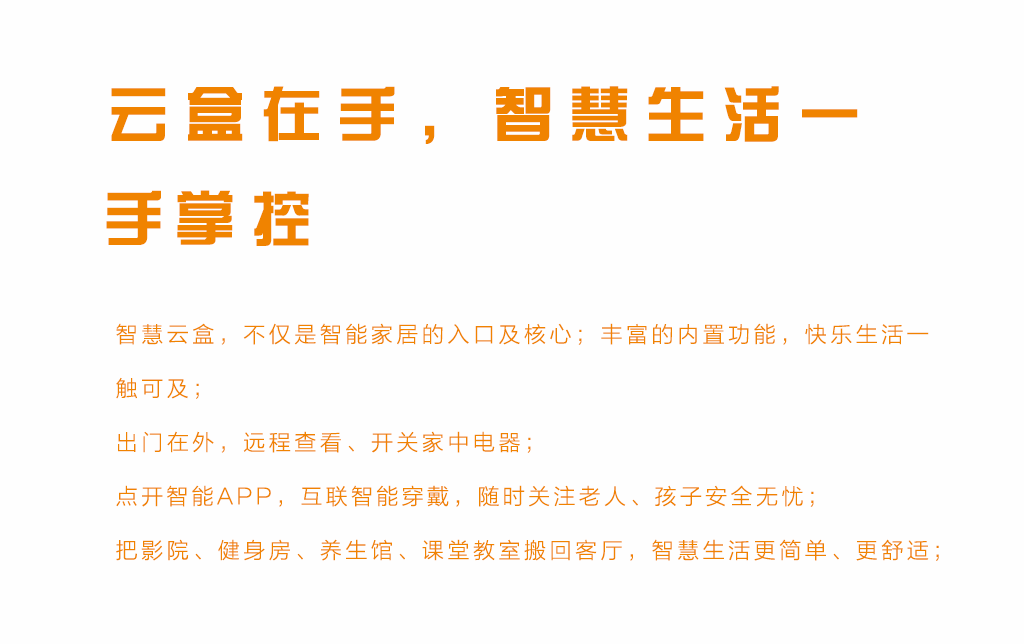 云盒在手，智慧生活一
手掌控
智慧云盒，不仅是智能家居的入口及核心；丰富的内置功能，快乐生活一
触可及；
出门在外，远程查看、开关家中电器；
点开智能APP，互联智能穿戴，随时关注老人、孩子安全无忧；
把影院、健身房、养生馆、课堂教室搬回客厅，智慧生活更简单、更舒适；